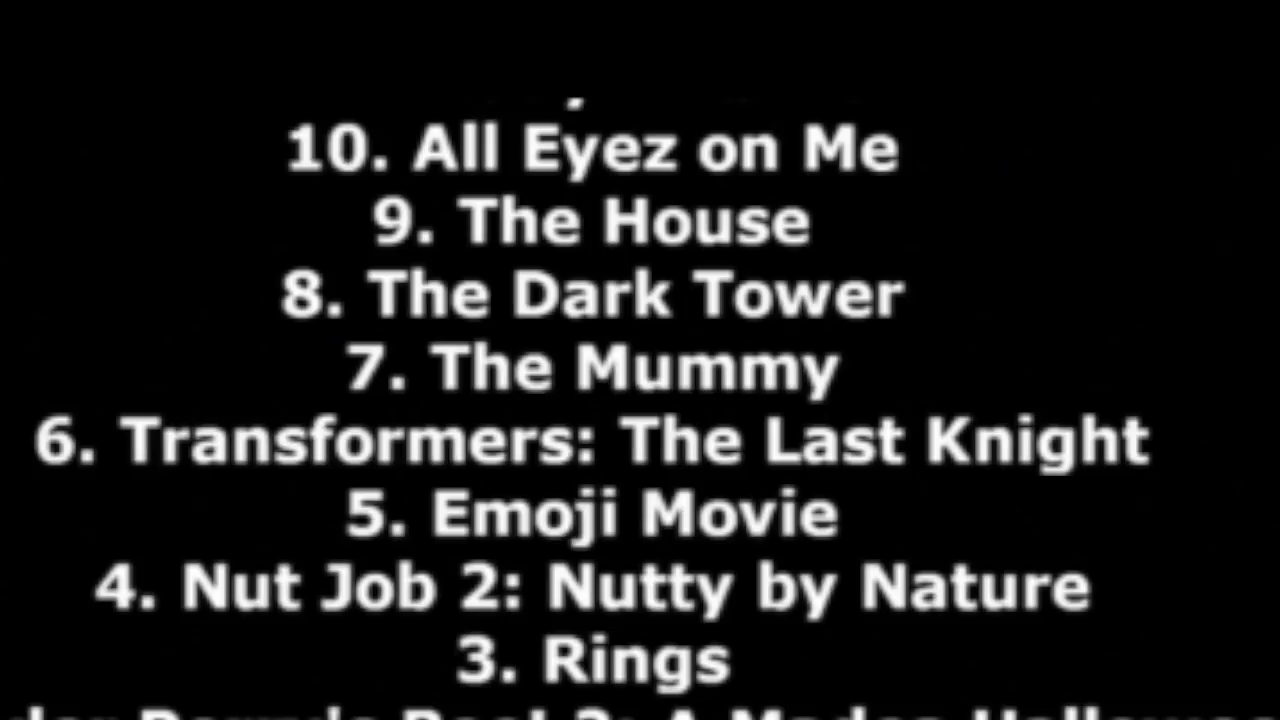 10. All Eyez on Me
9. The House
8. The Dark Tower
7. The Mummy
6. Transformers: The Last Knight
5. Emoji Movie
4. Nut Job 2: Nutty by Nature
3. Rings